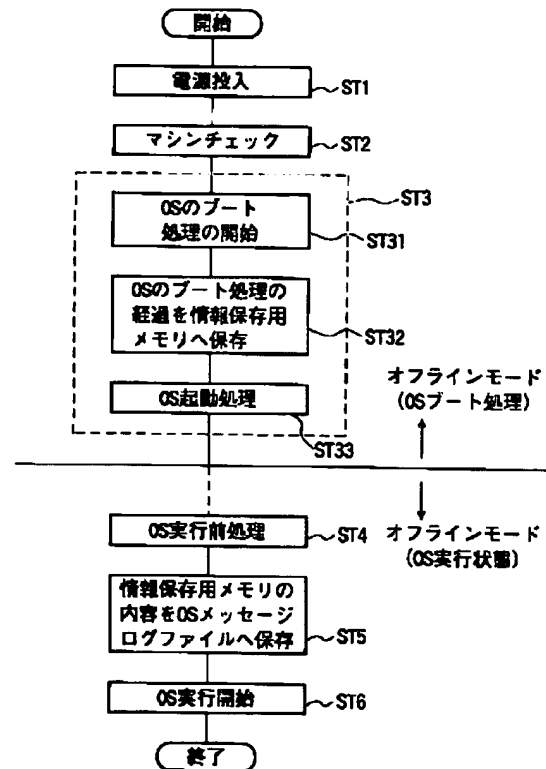 開始
電源投入
ST1
マシンチェック
ST2
ST3
OSのブート
処理の開始
ST31
OSのブート処理の
経過を情報保存用
メモリへ保存
ST32
OS起動処理
ST33
オフラインモード
(OSブート処理)
オフラインモード
(OS実行状態)
OS実行前処理
ST4
情報保存用メモリの
内容をOSメッセージ
ログファイルへ保存
ST5
OS実行開始
ST6
終了